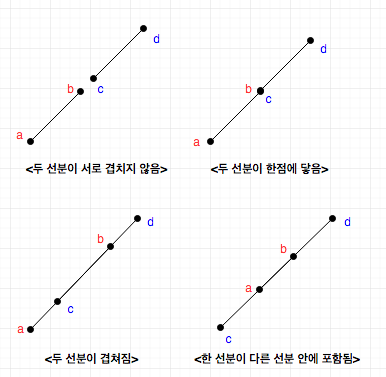 d
b
c
a
<두 선분이 서로 겹치지 않음>
d
b
c
a
<두 선분이 한점에 닿음>
d
b
c
a
<두 선분이 겹쳐짐>
d
b
a
c
<한 선분이 다른 선분 안에 포함됨>